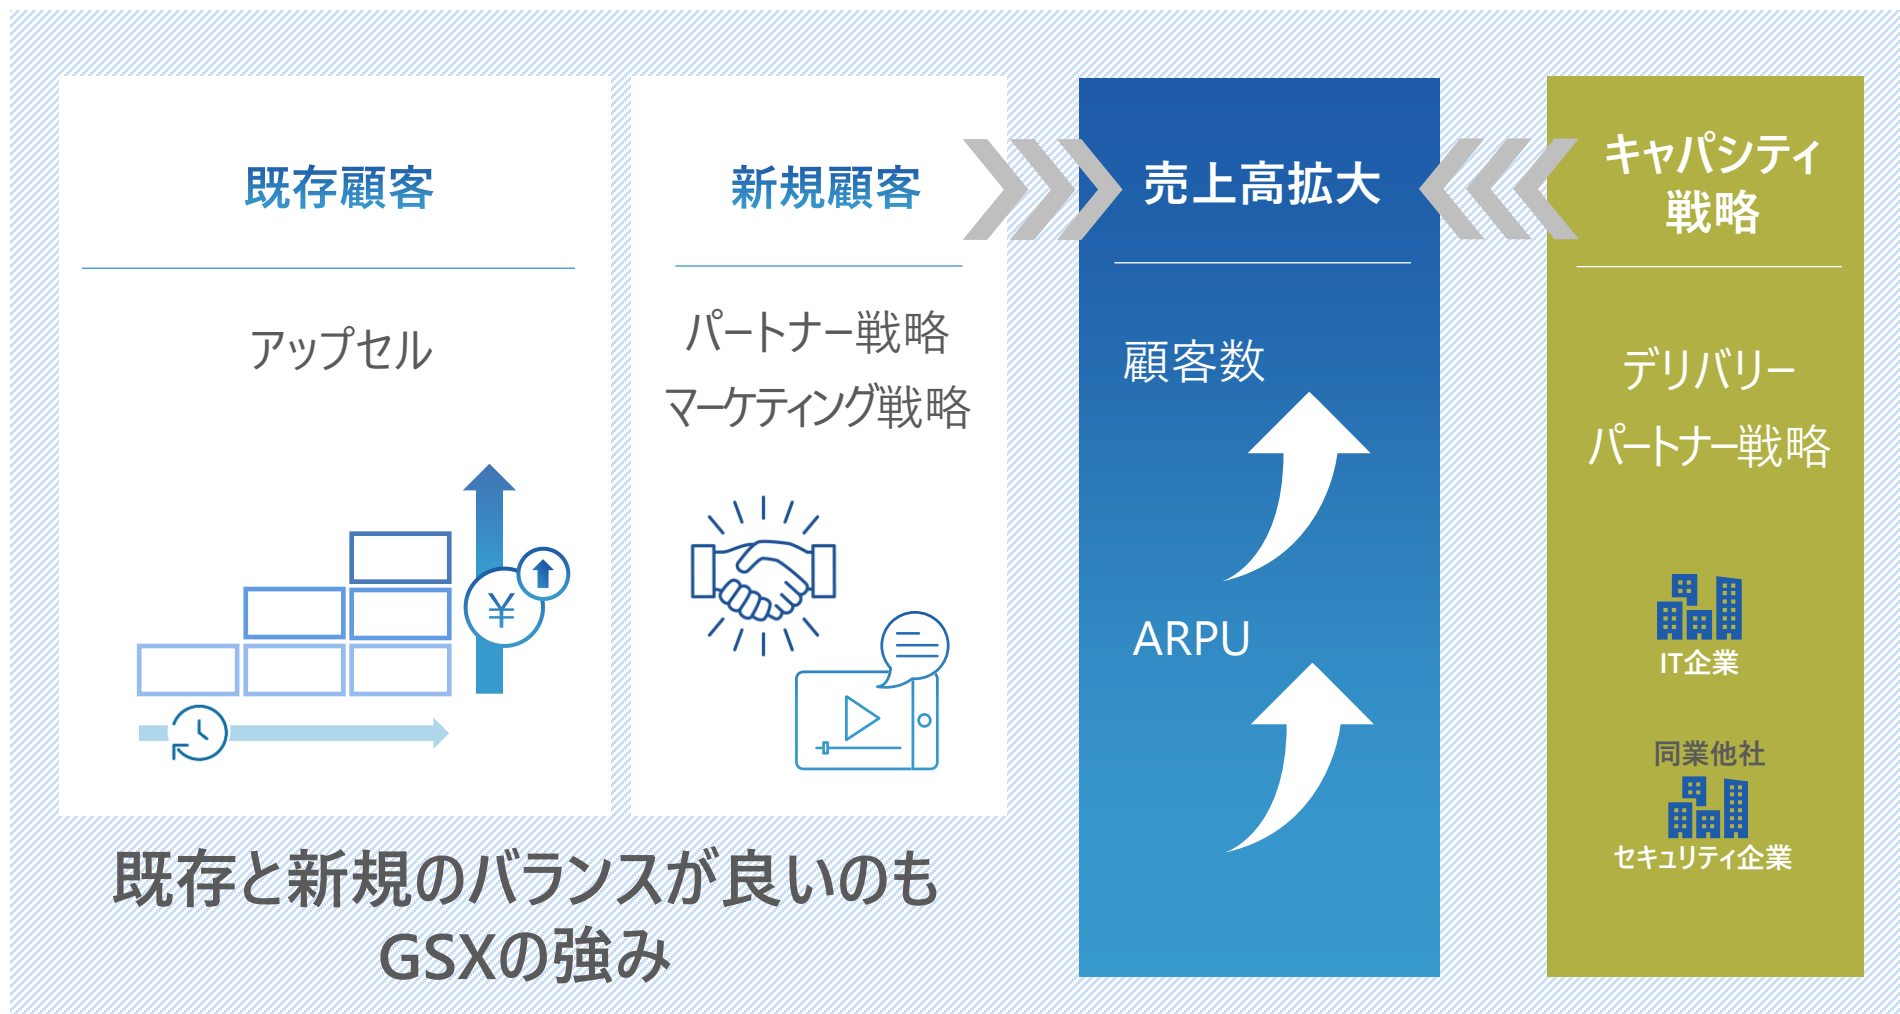 既存顧客
アップセル
¥
新規顧客
パートナー戦略
マーケティング戦略
既存と新規のバランスが良いのも
GSXの強み
売上高拡大
顧客数
ARPU
キャパシティ
戦略
デリバリー
パートナー戦略
IT企業
同業他社
セキュリティ企業